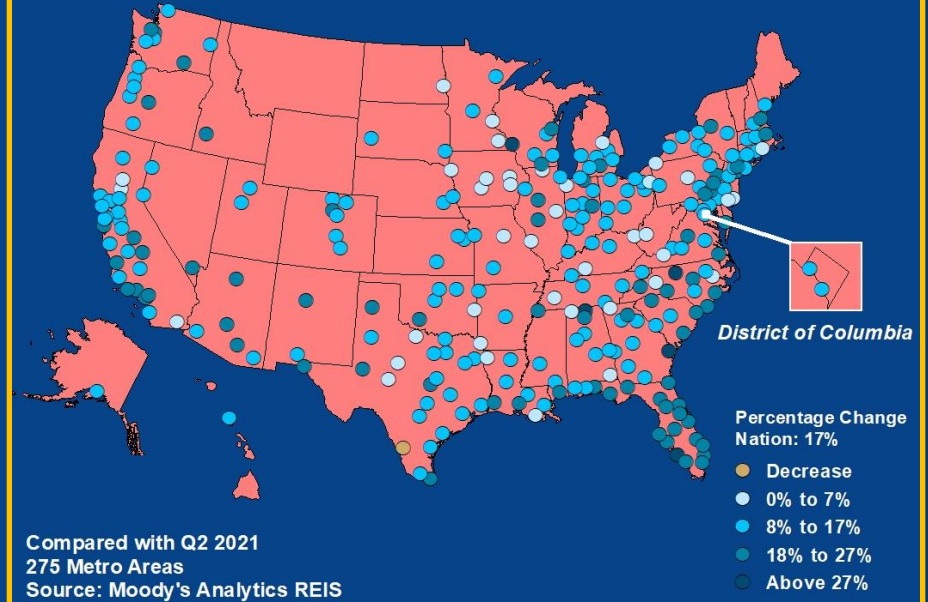 District of Columbia
Percentage Change
Nation: 17%
Decrease
0% to 7%
8% to 17%
18% to 27%
Above 27%
Compared with Q2 2021
275 Metro Areas
Source: Moody's Analytics REIS